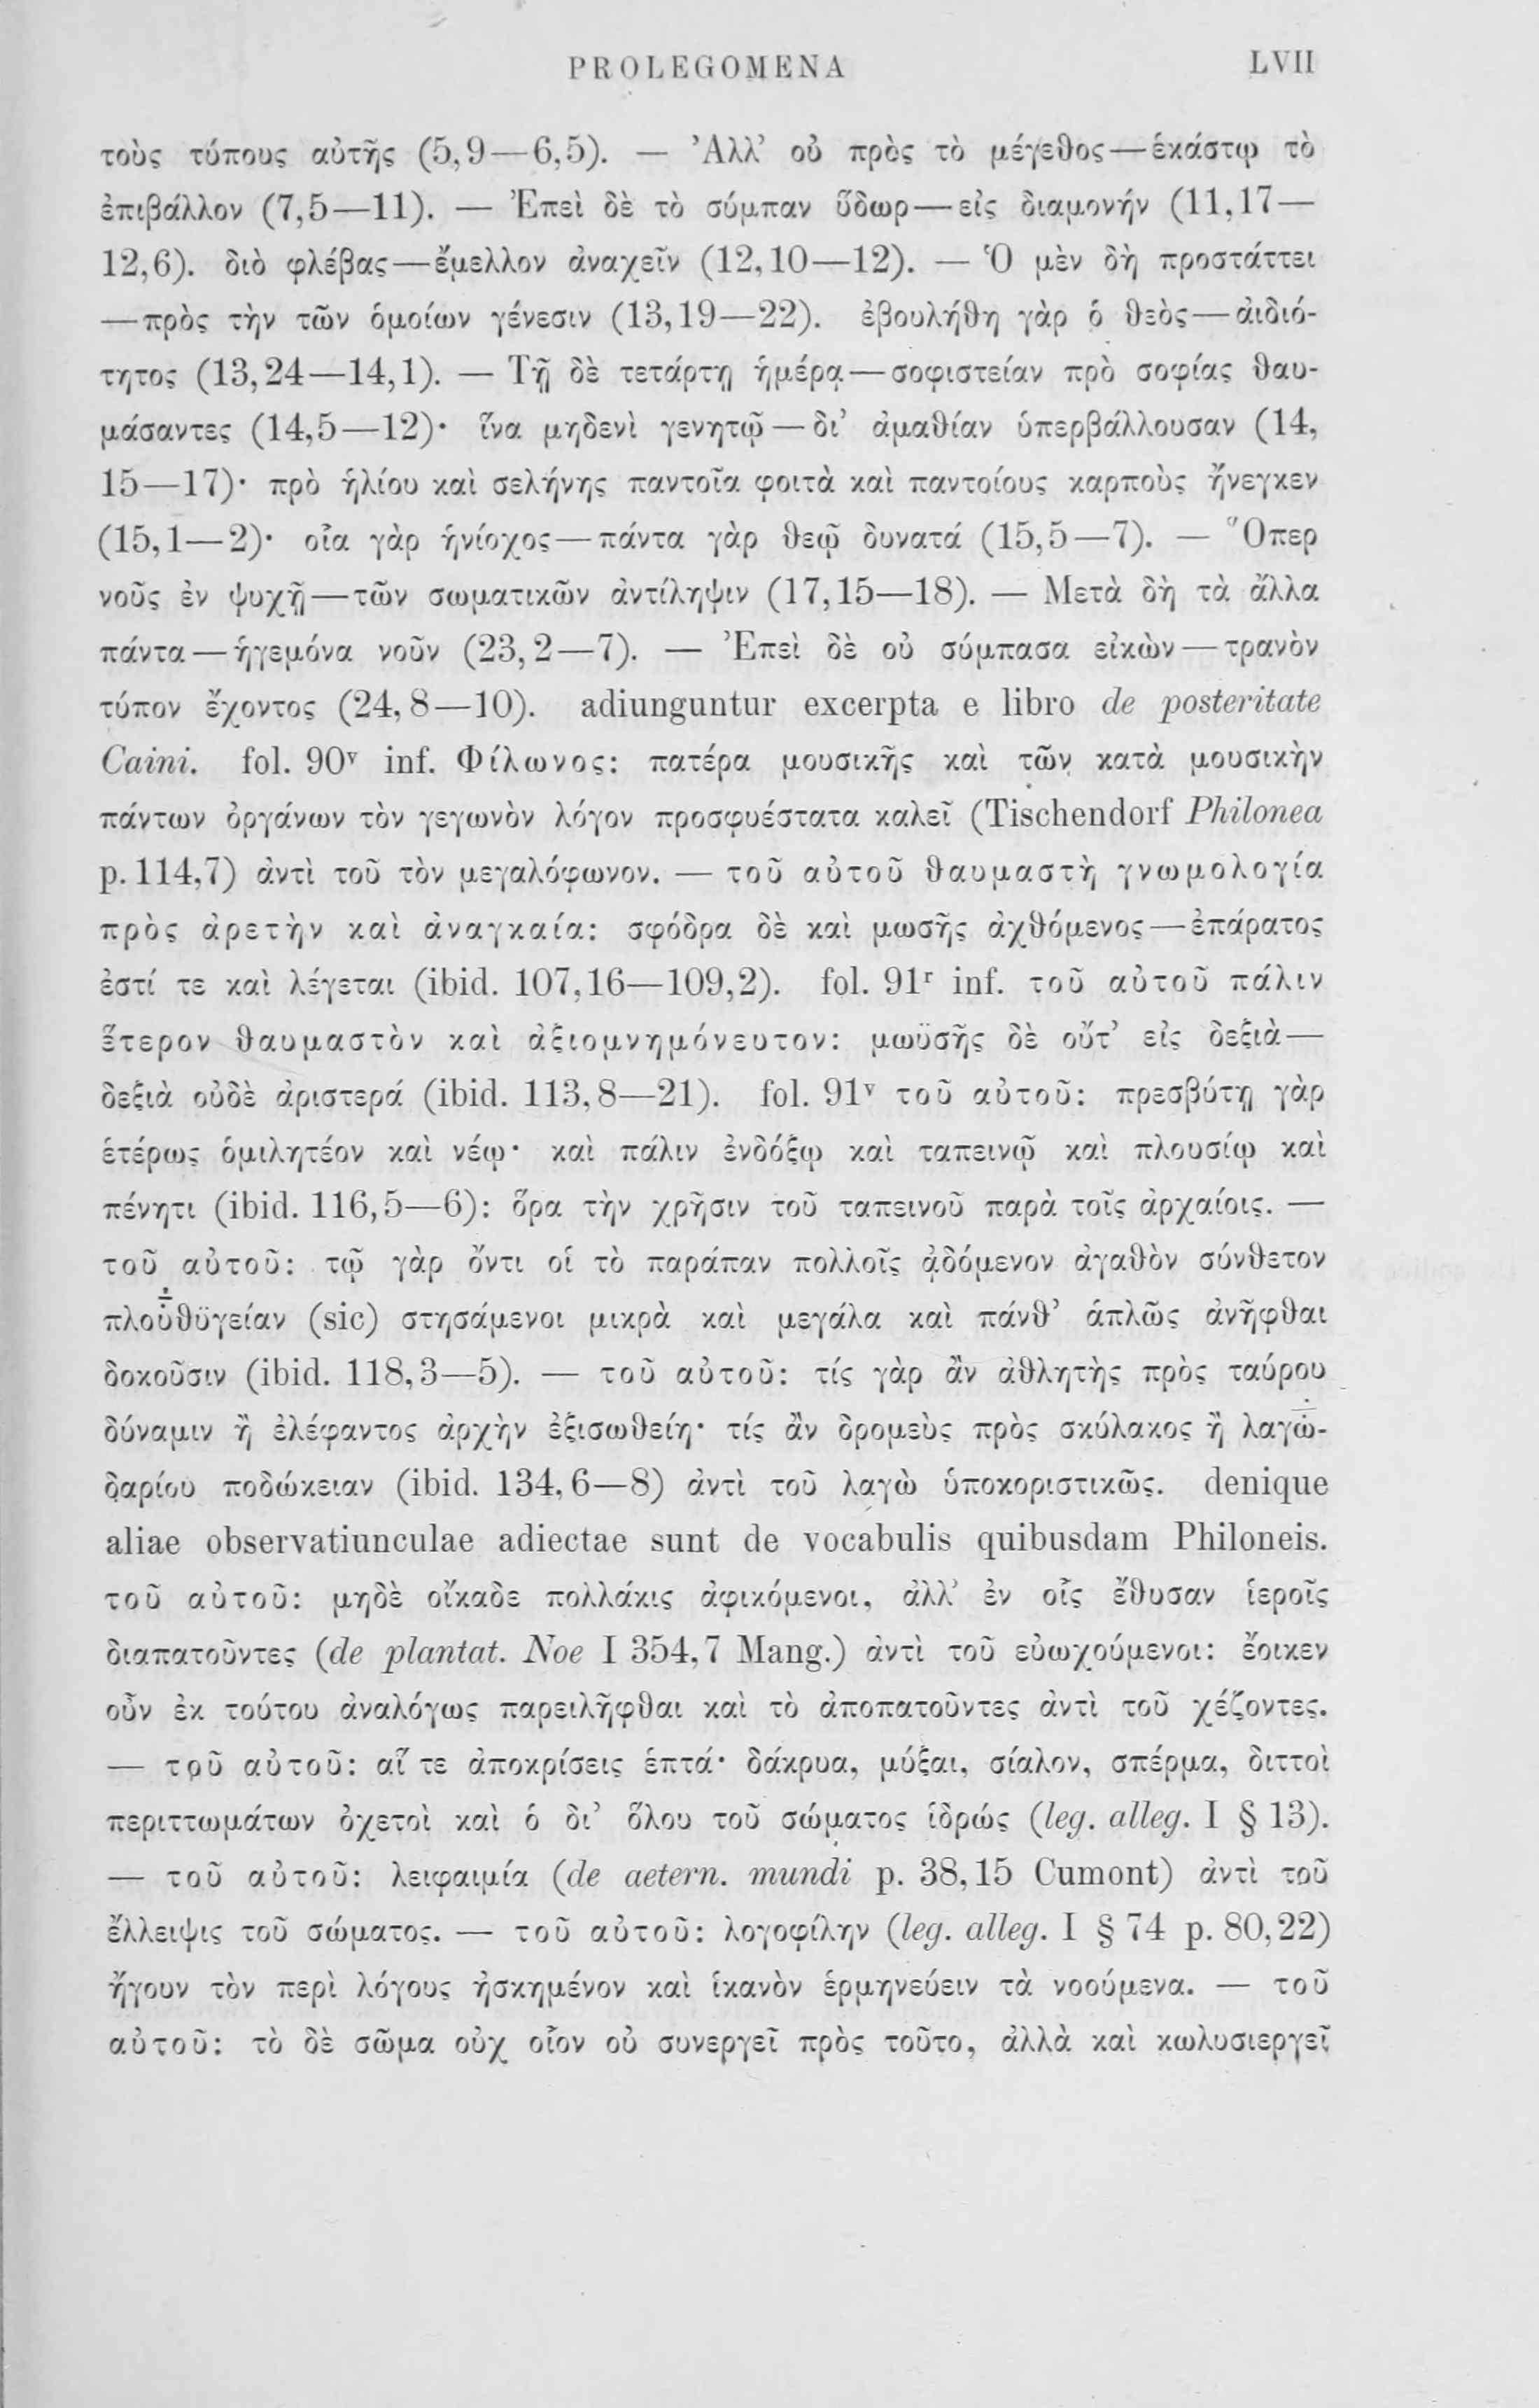 PROLEGOMENA LVII
τοὺς τύπους αὐτῆς (5,9—6,5). — Ἀλλ’ οὐ πρὸς τὸ μέγεθος—ἑκάστῳ τὸ
ἐπιβάλλον (7,5—11). — Ἐπεὶ δὲ τὸ σύμπαν ὕδωρ—εἰς διαμονήν (11,17—
12,6). διὸ φλέβας—ἔμελλον ἀναχεῖν (12,10—12). — Ὁ μὲν δὴ προστάττει
—πρὸς τὴν τῶν ὁμοίων γένεσιν (13,19—22). ἐβουλήθη γὰρ ὁ θεὸς—ἀιδιό-
τητος (13,24—14,1). — Τῇ δὲ τετάρτῃ ἡμέρᾳ—σοφιστείαν πρὸ σοφίας θαυ-
μάσαντες (14,5—12)· ἵνα μηδενὶ γενητῷ—δι’ ἀμαθίαν ὑπερβάλλουσαν (14,
15—17)· πρὸ ἡλίου καὶ σελήνης παντοῖα φοιτὰ καὶ παντοίους καρποὺς ἤνεγκεν
(15,1—2)· οἷα γὰρ ἡνίοχος—πάντα γὰρ θεῷ δυνατά (15,5—7). — Ὅπερ
νοῦς ἐν ψυχῇ—τῶν σωματικῶν ἀντίληψιν (17,15—18). — Μετὰ δὴ τὰ ἄλλα
πάντα—ἡγεμόνα νοῦν (23,2—7). — Ἐπεὶ δὲ οὐ σύμπασα εἰκὼν—τρανὸν
τύπον ἔχοντος (24,8—10). adiunguntur excerpta e libro de posteritate
Caini. fol. 90ᵛ inf. Φίλωνος: πατέρα μουσικῆς καὶ τῶν κατὰ μουσικὴν
πάντων ὀργάνων τὸν γεγωνὸν λόγον προσφυέστατα καλεῖ (Tischendorf Philonea
p. 114,7) ἀντὶ τοῦ τὸν μεγαλόφωνον. — τοῦ αὐτοῦ θαυμαστὴ γνωμολογία
πρὸς ἀρετὴν καὶ ἀναγκαία: σφόδρα δὲ καὶ μωσῆς ἀχθόμενος—ἐπάρατος
ἐστί τε καὶ λέγεται (ibid. 107,16—109,2). fol. 91ʳ inf. τοῦ αὐτοῦ πάλιν
ἕτερον θαυμαστὸν καὶ ἀξιομνημόνευτον: μωϋσῆς δὲ οὔτ’ εἰς δεξιὰ—
δεξιὰ οὐδὲ ἀριστερά (ibid. 113,8—21). fol. 91ᵛ τοῦ αὐτοῦ: πρεσβύτῃ γὰρ
ἑτέρως ὁμιλητέον καὶ νέῳ· καὶ πάλιν ἐνδόξῳ καὶ ταπεινῷ καὶ πλουσίῳ καὶ
πένητι (ibid. 116,5—6): ὅρα τὴν χρῆσιν τοῦ ταπεινοῦ παρὰ τοῖς ἀρχαίοις. —
τοῦ αὐτοῦ: τῷ γὰρ ὄντι οἱ τὸ παράπαν πολλοῖς ᾀδόμενον ἀγαθὸν σύνθετον
πλοὺθϋγείαν (sic) στησάμενοι μικρὰ καὶ μεγάλα καὶ πάνθ’ ἁπλῶς ἀνῆφθαι
δοκοῦσιν (ibid. 118,3—5). — τοῦ αὐτοῦ: τίς γὰρ ἂν ἀθλητὴς πρὸς ταύρου
δύναμιν ἢ ἐλέφαντος ἀρχὴν ἐξισωθείη· τίς ἂν δρομεὺς πρὸς σκύλακος ἢ λαγω-
δαρίου ποδώκειαν (ibid. 134,6—8) ἀντὶ τοῦ λαγὼ ὑποκοριστικῶς. denique
aliae observatiunculae adiectae sunt de vocabulis quibusdam Philoneis.
τοῦ αὐτοῦ: μηδὲ οἴκαδε πολλάκις ἀφικόμενοι, ἀλλ’ ἐν οἷς ἔθυσαν ἱεροῖς
διαπατοῦντες (de plantat. Noe I 354,7 Mang.) ἀντὶ τοῦ εὐωχούμενοι: ἔοικεν
οὖν ἐκ τούτου ἀναλόγως παρειλῆφθαι καὶ τὸ ἀποπατοῦντες ἀντὶ τοῦ χέζοντες.
— τοῦ αὐτοῦ: αἵ τε ἀποκρίσεις ἑπτά· δάκρυα, μύξαι, σίαλον, σπέρμα, διττοὶ
περιττωμάτων ὀχετοὶ καὶ ὁ δι’ ὅλου τοῦ σώματος ἱδρώς (leg. alleg. I § 13).
— τοῦ αὐτοῦ: λειφαιμία (de aetern. mundi p. 38,15 Cumont) ἀντὶ τοῦ
ἔλλειψις τοῦ σώματος. — τοῦ αὐτοῦ: λογοφίλην (leg. alleg. I § 74 p. 80,22)
ἤγουν τὸν περὶ λόγους ἠσκημένον καὶ ἱκανὸν ἑρμηνεύειν τὰ νοούμενα. — τοῦ
αὐτοῦ: τὸ δὲ σῶμα οὐχ οἷον οὐ συνεργεῖ πρὸς τοῦτο, ἀλλὰ καὶ κωλυσιεργεῖ